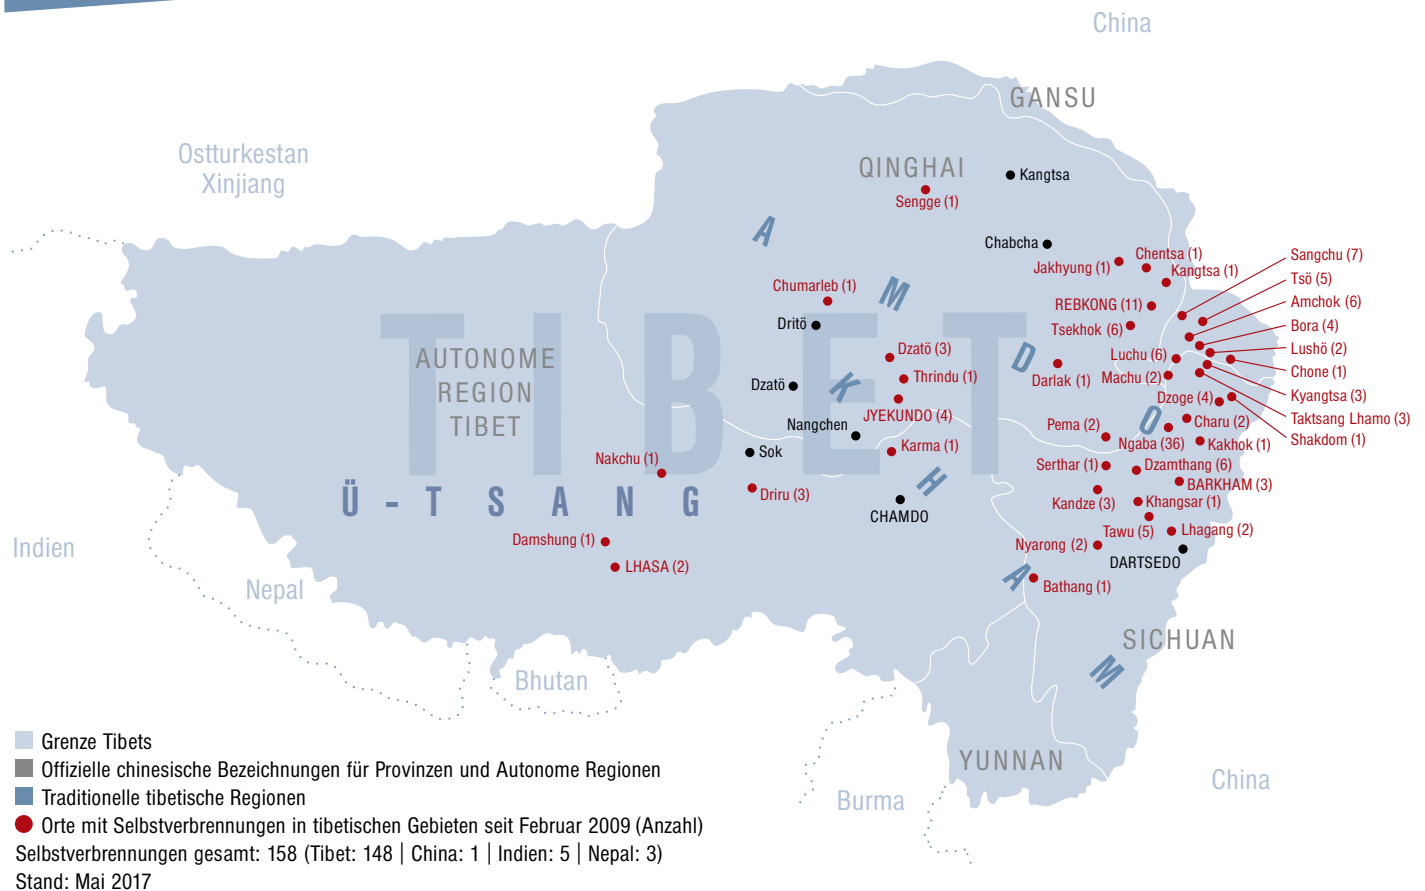 China
GANSU
Ostturkestan
Xinjiang
QINGHAI
Kangtsa
Sengge (1)
Chabcha
Chentsa (1)
Jakhyung (1)
Kangtsa (1)
Sangchu (7)
Tsö (5)
Amchok (6)
Bora (4)
Lushö (2)
Chone (1)
Kyangtsa (3)
Taktsang Lhamo (3)
Shakdom (1)
Chumarleb (1)
REBKONG (11)
Dritö
Tsekhok (6)
TIBET
AMDO
KHAM
AUTONOME
REGION
TIBET
Dzatö (3)
Luchu (6)
Thrindu (1)
Darlak (1)
Machu (2)
Dzatö
Dzoge (4)
JYEKUNDO (4)
Nangchen
Pema (2)
Charu (2)
Ngaba (36)
Kakhok (1)
Karma (1)
Sok
Nakchu (1)
Serthar (1)
Dzamthang (6)
BARKHAM (3)
Ü-TSANG
Driru (3)
Kandze (3)
Khangsar (1)
CHAMDO
Tawu (5)
Lhagang (2)
Damshung (1)
Nyarong (2)
DARTSEDO
LHASA (2)
Bathang (1)
Indien
Nepal
SICHUAN
Bhutan
YUNNAN
Burma
China
Grenze Tibets
Offizielle chinesische Bezeichnungen für Provinzen und Autonome Regionen
Traditionelle tibetische Regionen
Orte mit Selbstverbrennungen in tibetischen Gebieten seit Februar 2009 (Anzahl)
Selbstverbrennungen gesamt: 158 (Tibet: 148 | China: 1 | Indien: 5 | Nepal: 3)
Stand: Mai 2017